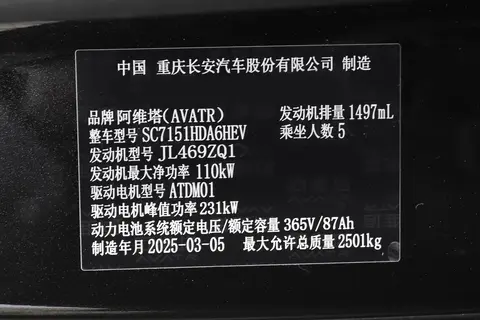 中国 重庆长安汽车股份有限公司 制造
品牌 阿维塔(AVATR) 发动机排量 1497mL
整车型号 SC7151HDA6HEV 乘坐人数 5
发动机型号 JL469ZQ1
发动机最大净功率 110kW
驱动电机型号 ATDM01
驱动电机峰值功率 231kW
动力电池系统额定电压/额定容量 365V/87Ah
制造年月 2025-03-05 最大允许总质量 2501kg